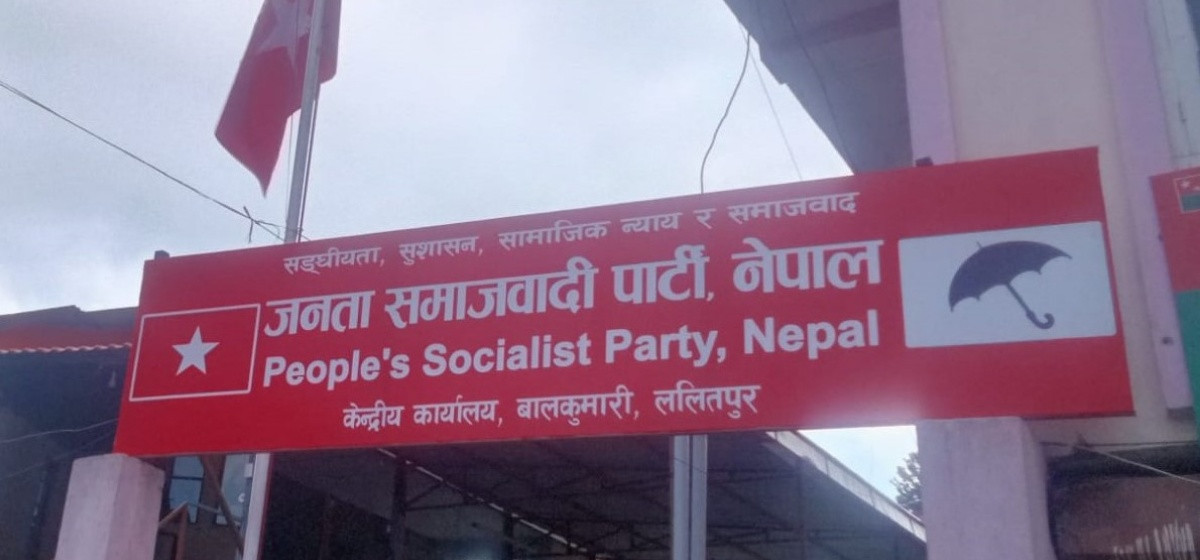 सङ्घीयता, सुशासन, सामाजिक न्याय र समाजवाद
जनता समाजवादी पार्टी, नेपाल
People's Socialist Party, Nepal
केन्द्रीय कार्यालय, बालकुमारी, ललितपुर